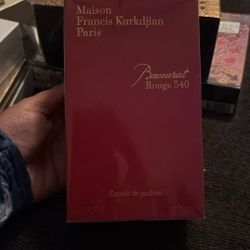 Maison
Francis Kurkdjian
Paris
Baccarat
Rouge 540
Extrait de parfum